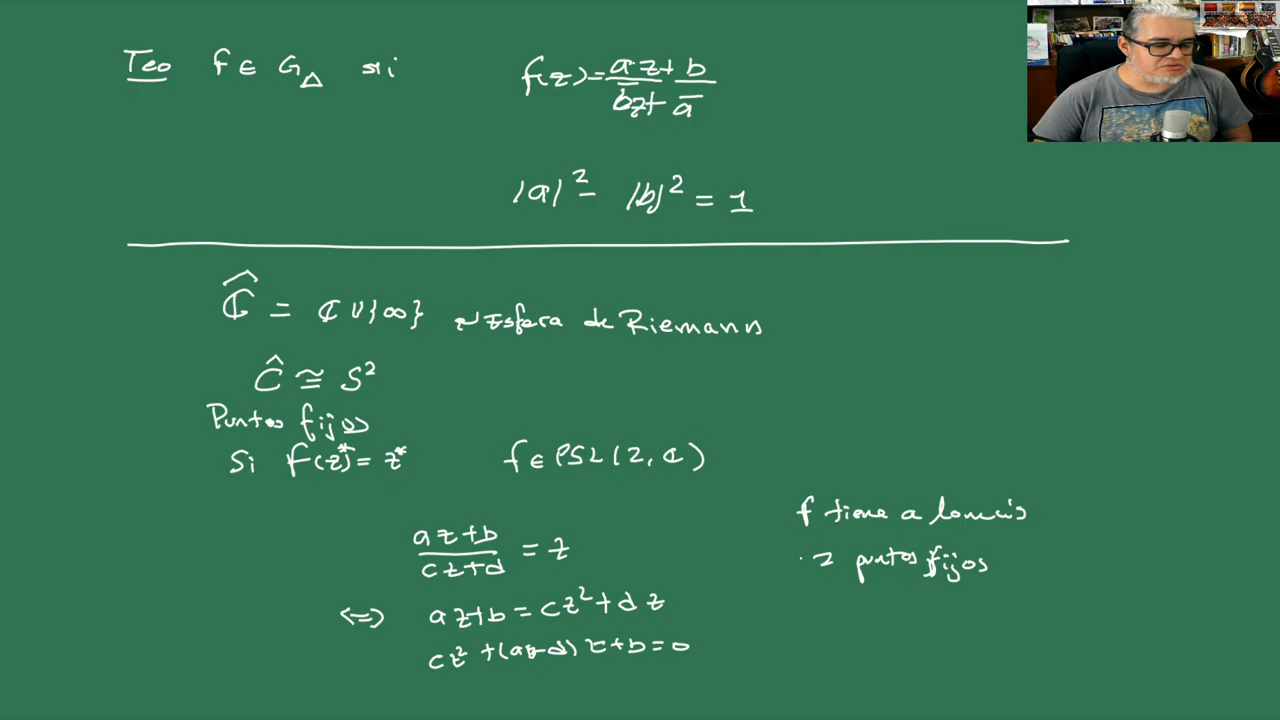 Teo f ∈ G_Δ si f(z) = (az+b)/(b̄z+ā)
|a|² - |b|² = 1
Ĉ = ℂ ∪ {∞} ~> Esfera de Riemann
Ĉ ≅ S²
Puntos fijos
Si f(z*) = z* f ∈ PSL(2, ℂ)
(az+b)/(cz+d) = z
f tiene a lo más
2 puntos fijos
<=> az+b = cz²+dz
cz² + (a-d)z + b = 0